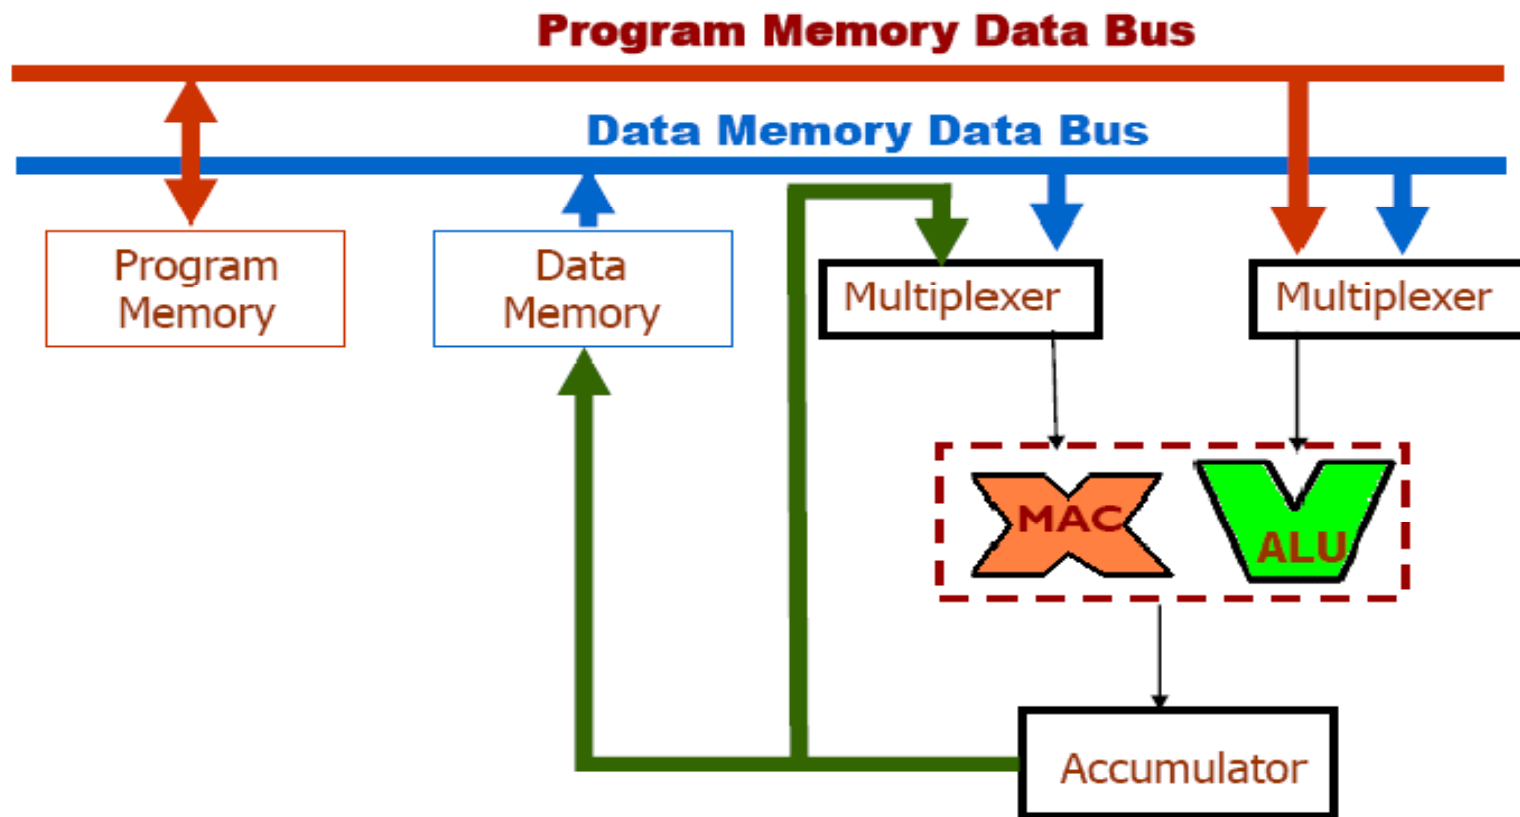 Program Memory Data Bus
Data Memory Data Bus
Program
Memory
Data
Memory
Multiplexer
Multiplexer
MAC
ALU
Accumulator